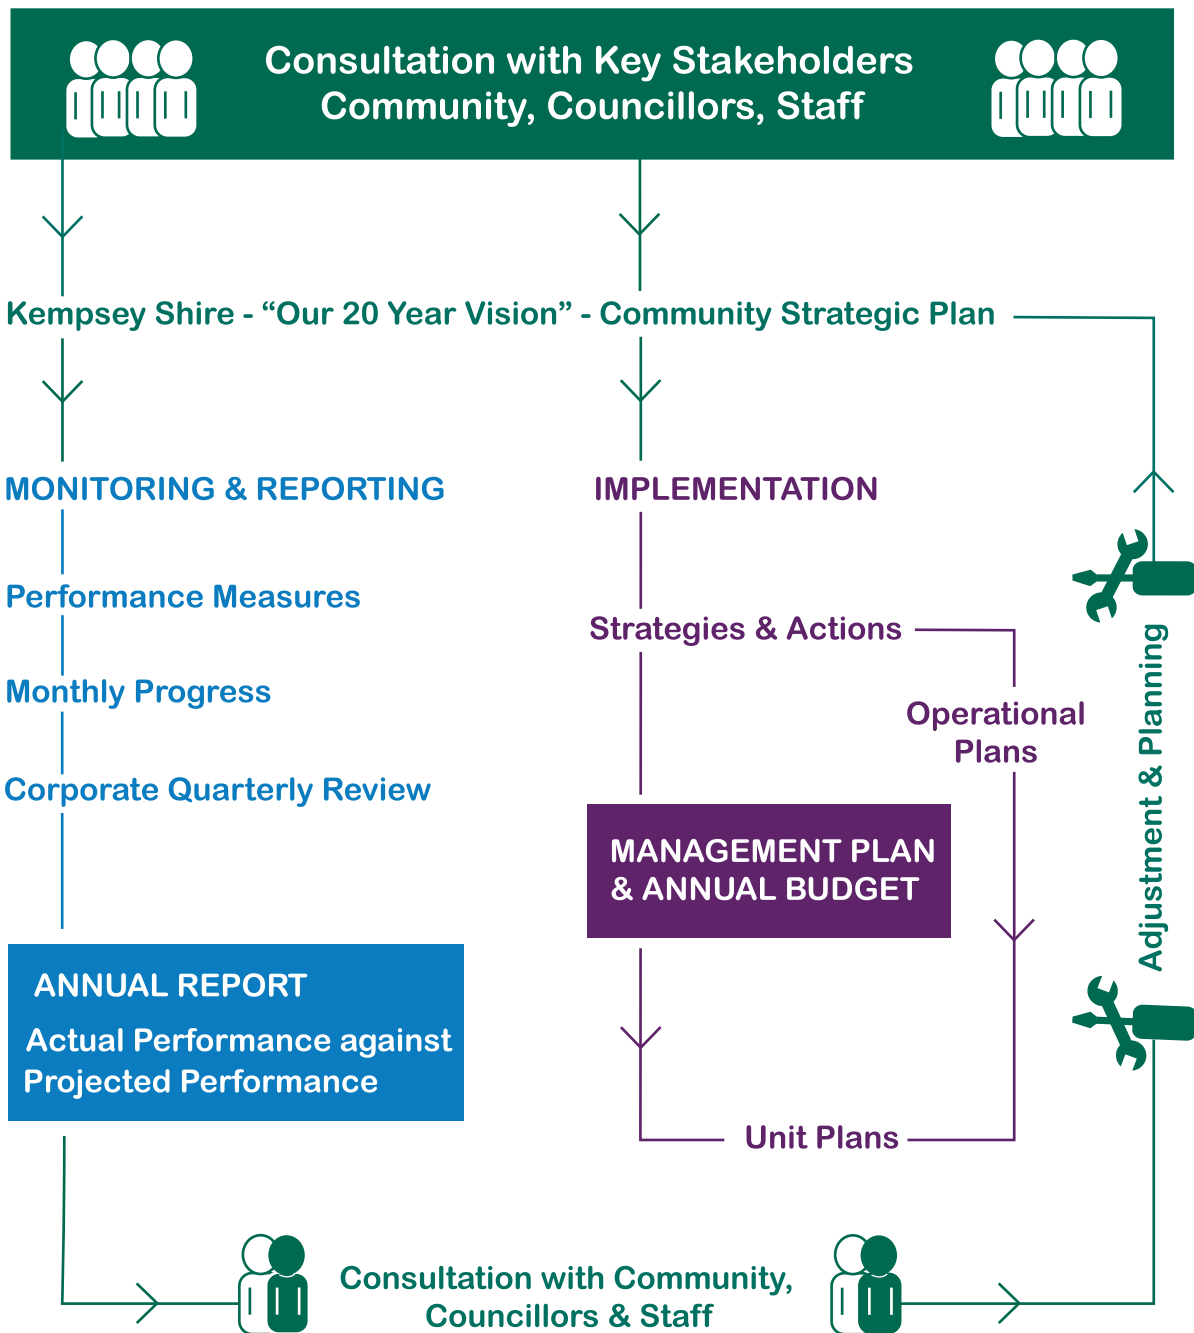 Consultation with Key Stakeholders
Community, Councillors, Staff
Kempsey Shire - “Our 20 Year Vision” - Community Strategic Plan
MONITORING & REPORTING
Performance Measures
Monthly Progress
Corporate Quarterly Review
ANNUAL REPORT
Actual Performance against
Projected Performance
IMPLEMENTATION
Strategies & Actions
Operational
Plans
MANAGEMENT PLAN
& ANNUAL BUDGET
Unit Plans
Adjustment & Planning
Consultation with Community,
Councillors & Staff